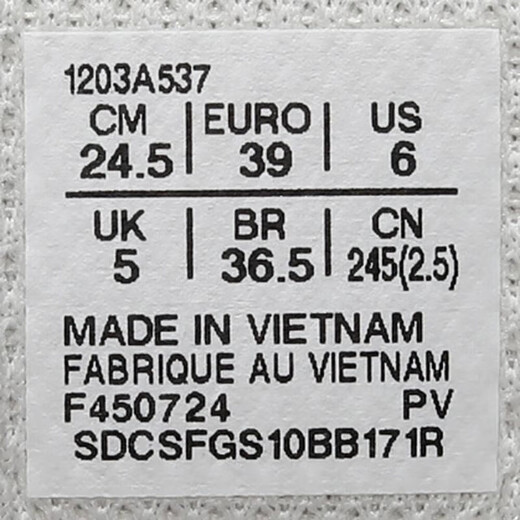 1203A537
CM | EURO | US
24.5 | 39 | 6
UK | BR | CN
5 | 36.5 | 245(2.5)
MADE IN VIETNAM
FABRIQUE AU VIETNAM
F450724 PV
SDCSFGS10BB171R